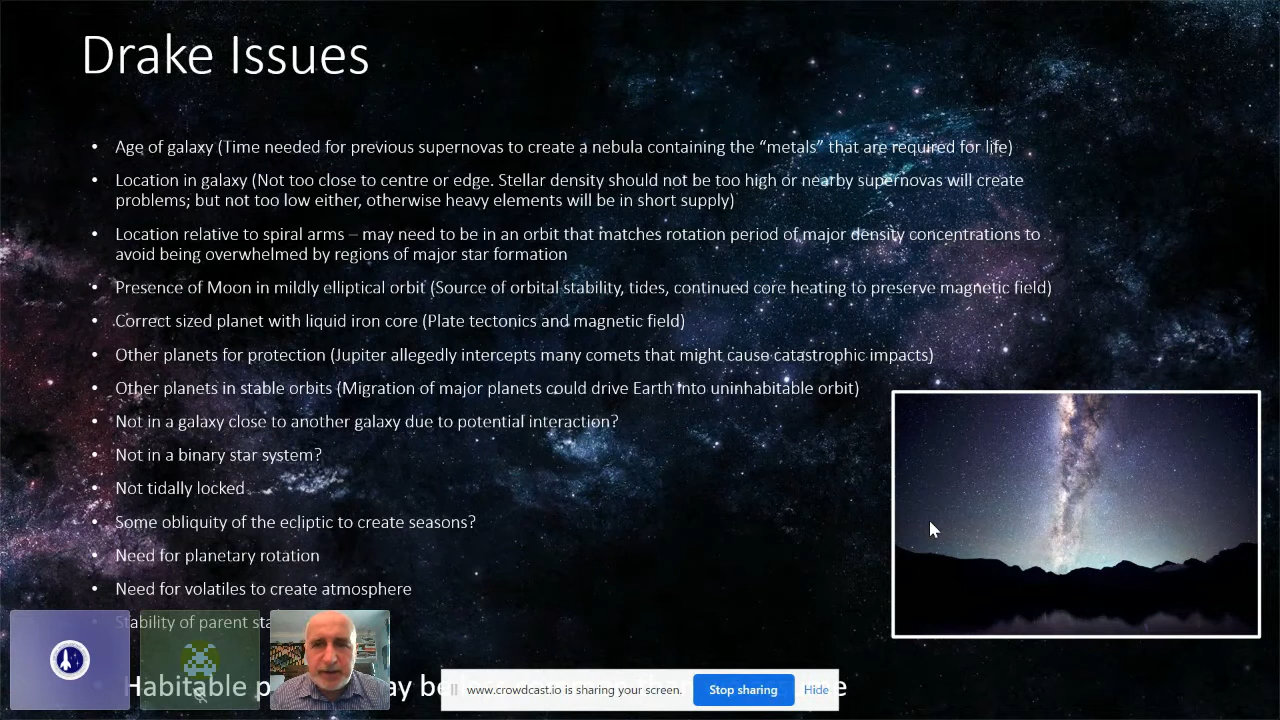 Drake Issues
• Age of galaxy (Time needed for previous supernovas to create a nebula containing the “metals” that are required for life)
• Location in galaxy (Not too close to centre or edge. Stellar density should not be too high or nearby supernovas will create
problems; but not too low either, otherwise heavy elements will be in short supply)
• Location relative to spiral arms – may need to be in an orbit that matches rotation period of major density concentrations to
avoid being overwhelmed by regions of major star formation
• Presence of Moon in mildly elliptical orbit (Source of orbital stability, tides, continued core heating to preserve magnetic field)
• Correct sized planet with liquid iron core (Plate tectonics and magnetic field)
• Other planets for protection (Jupiter allegedly intercepts many comets that might cause catastrophic impacts)
• Other planets in stable orbits (Migration of major planets could drive Earth into uninhabitable orbit)
• Not in a galaxy close to another galaxy due to potential interaction?
• Not in a binary star system?
• Not tidally locked
• Some obliquity of the ecliptic to create seasons?
• Need for planetary rotation
• Need for volatiles to create atmosphere
Stability of parent
• Habitable
www.crowdcast.io is sharing your screen.
Stop sharing
Hide